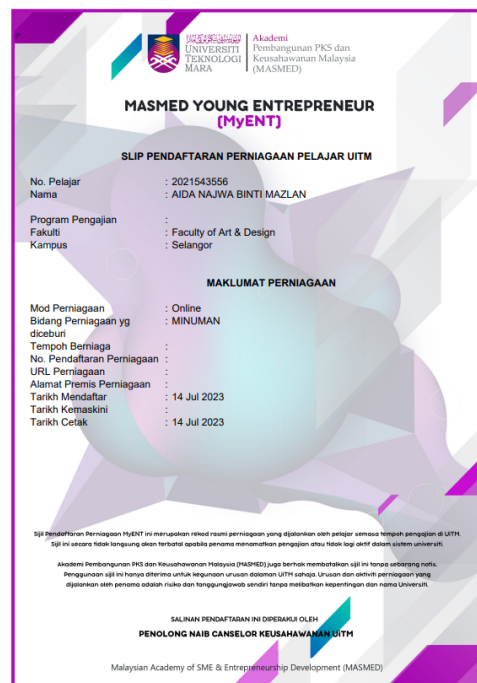 UNIVERSITI
TEKNOLOGI
MARA
Akademi
Pembangunan PKS dan
Keusahawanan Malaysia
(MASMED)
MASMED YOUNG ENTREPRENEUR
(MyENT)
SLIP PENDAFTARAN PERNIAGAAN PELAJAR UITM
No. Pelajar : 2021543556
Nama : AIDA NAJWA BINTI MAZLAN
Program Pengajian :
Fakulti : Faculty of Art & Design
Kampus : Selangor
MAKLUMAT PERNIAGAAN
Mod Perniagaan : Online
Bidang Perniagaan yg : MINUMAN
diceburi
Tempoh Berniaga :
No. Pendaftaran Perniagaan :
URL Perniagaan :
Alamat Premis Perniagaan :
Tarikh Mendaftar : 14 Jul 2023
Tarikh Kemaskini :
Tarikh Cetak : 14 Jul 2023
Sijil Pendaftaran Perniagaan MyENT ini merupakan rekod rasmi perniagaan yang dijalankan oleh pelajar semasa tempoh pengajian di UiTM.
Sijil ini secara tidak langsung akan terbatal apabila penama menamatkan pengajian atau tidak lagi aktif dalam sistem universiti.
Akademi Pembangunan PKS dan Keusahawanan Malaysia (MASMED) juga berhak membatalkan sijil ini tanpa sebarang notis.
Penggunaan sijil ini hanya diterima untuk kegunaan urusan dalaman UiTM sahaja. Urusan dan aktiviti perniagaan yang
dijalankan oleh penama adalah risiko dan tanggungjawab sendiri tanpa melibatkan kepentingan dan nama Universiti.
SALINAN PENDAFTARAN INI DIPERAKUI OLEH
PENOLONG NAIB CANSELOR KEUSAHAWANAN UiTM
Malaysian Academy of SME & Entrepreneurship Development (MASMED)